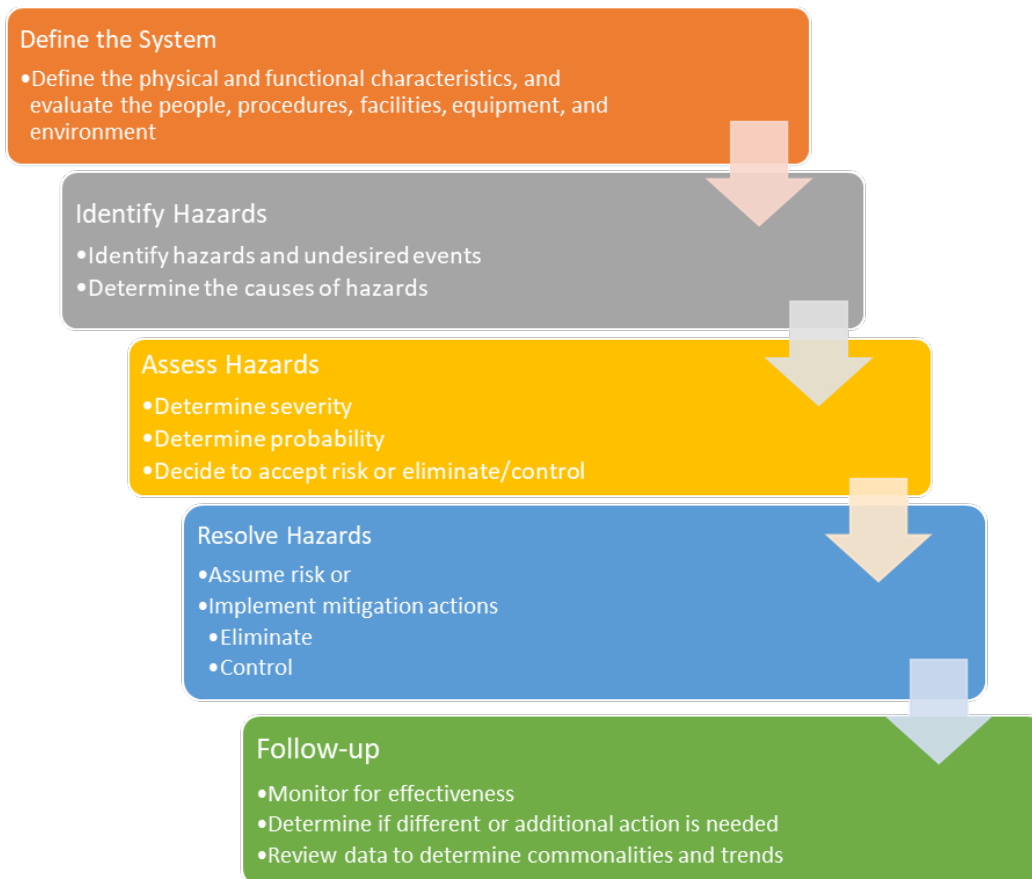 Define the System
•Define the physical and functional characteristics, and
evaluate the people, procedures, facilities, equipment, and
environment
Identify Hazards
•Identify hazards and undesired events
•Determine the causes of hazards
Assess Hazards
•Determine severity
•Determine probability
•Decide to accept risk or eliminate/control
Resolve Hazards
•Assume risk or
•Implement mitigation actions
•Eliminate
•Control
Follow-up
•Monitor for effectiveness
•Determine if different or additional action is needed
•Review data to determine commonalities and trends